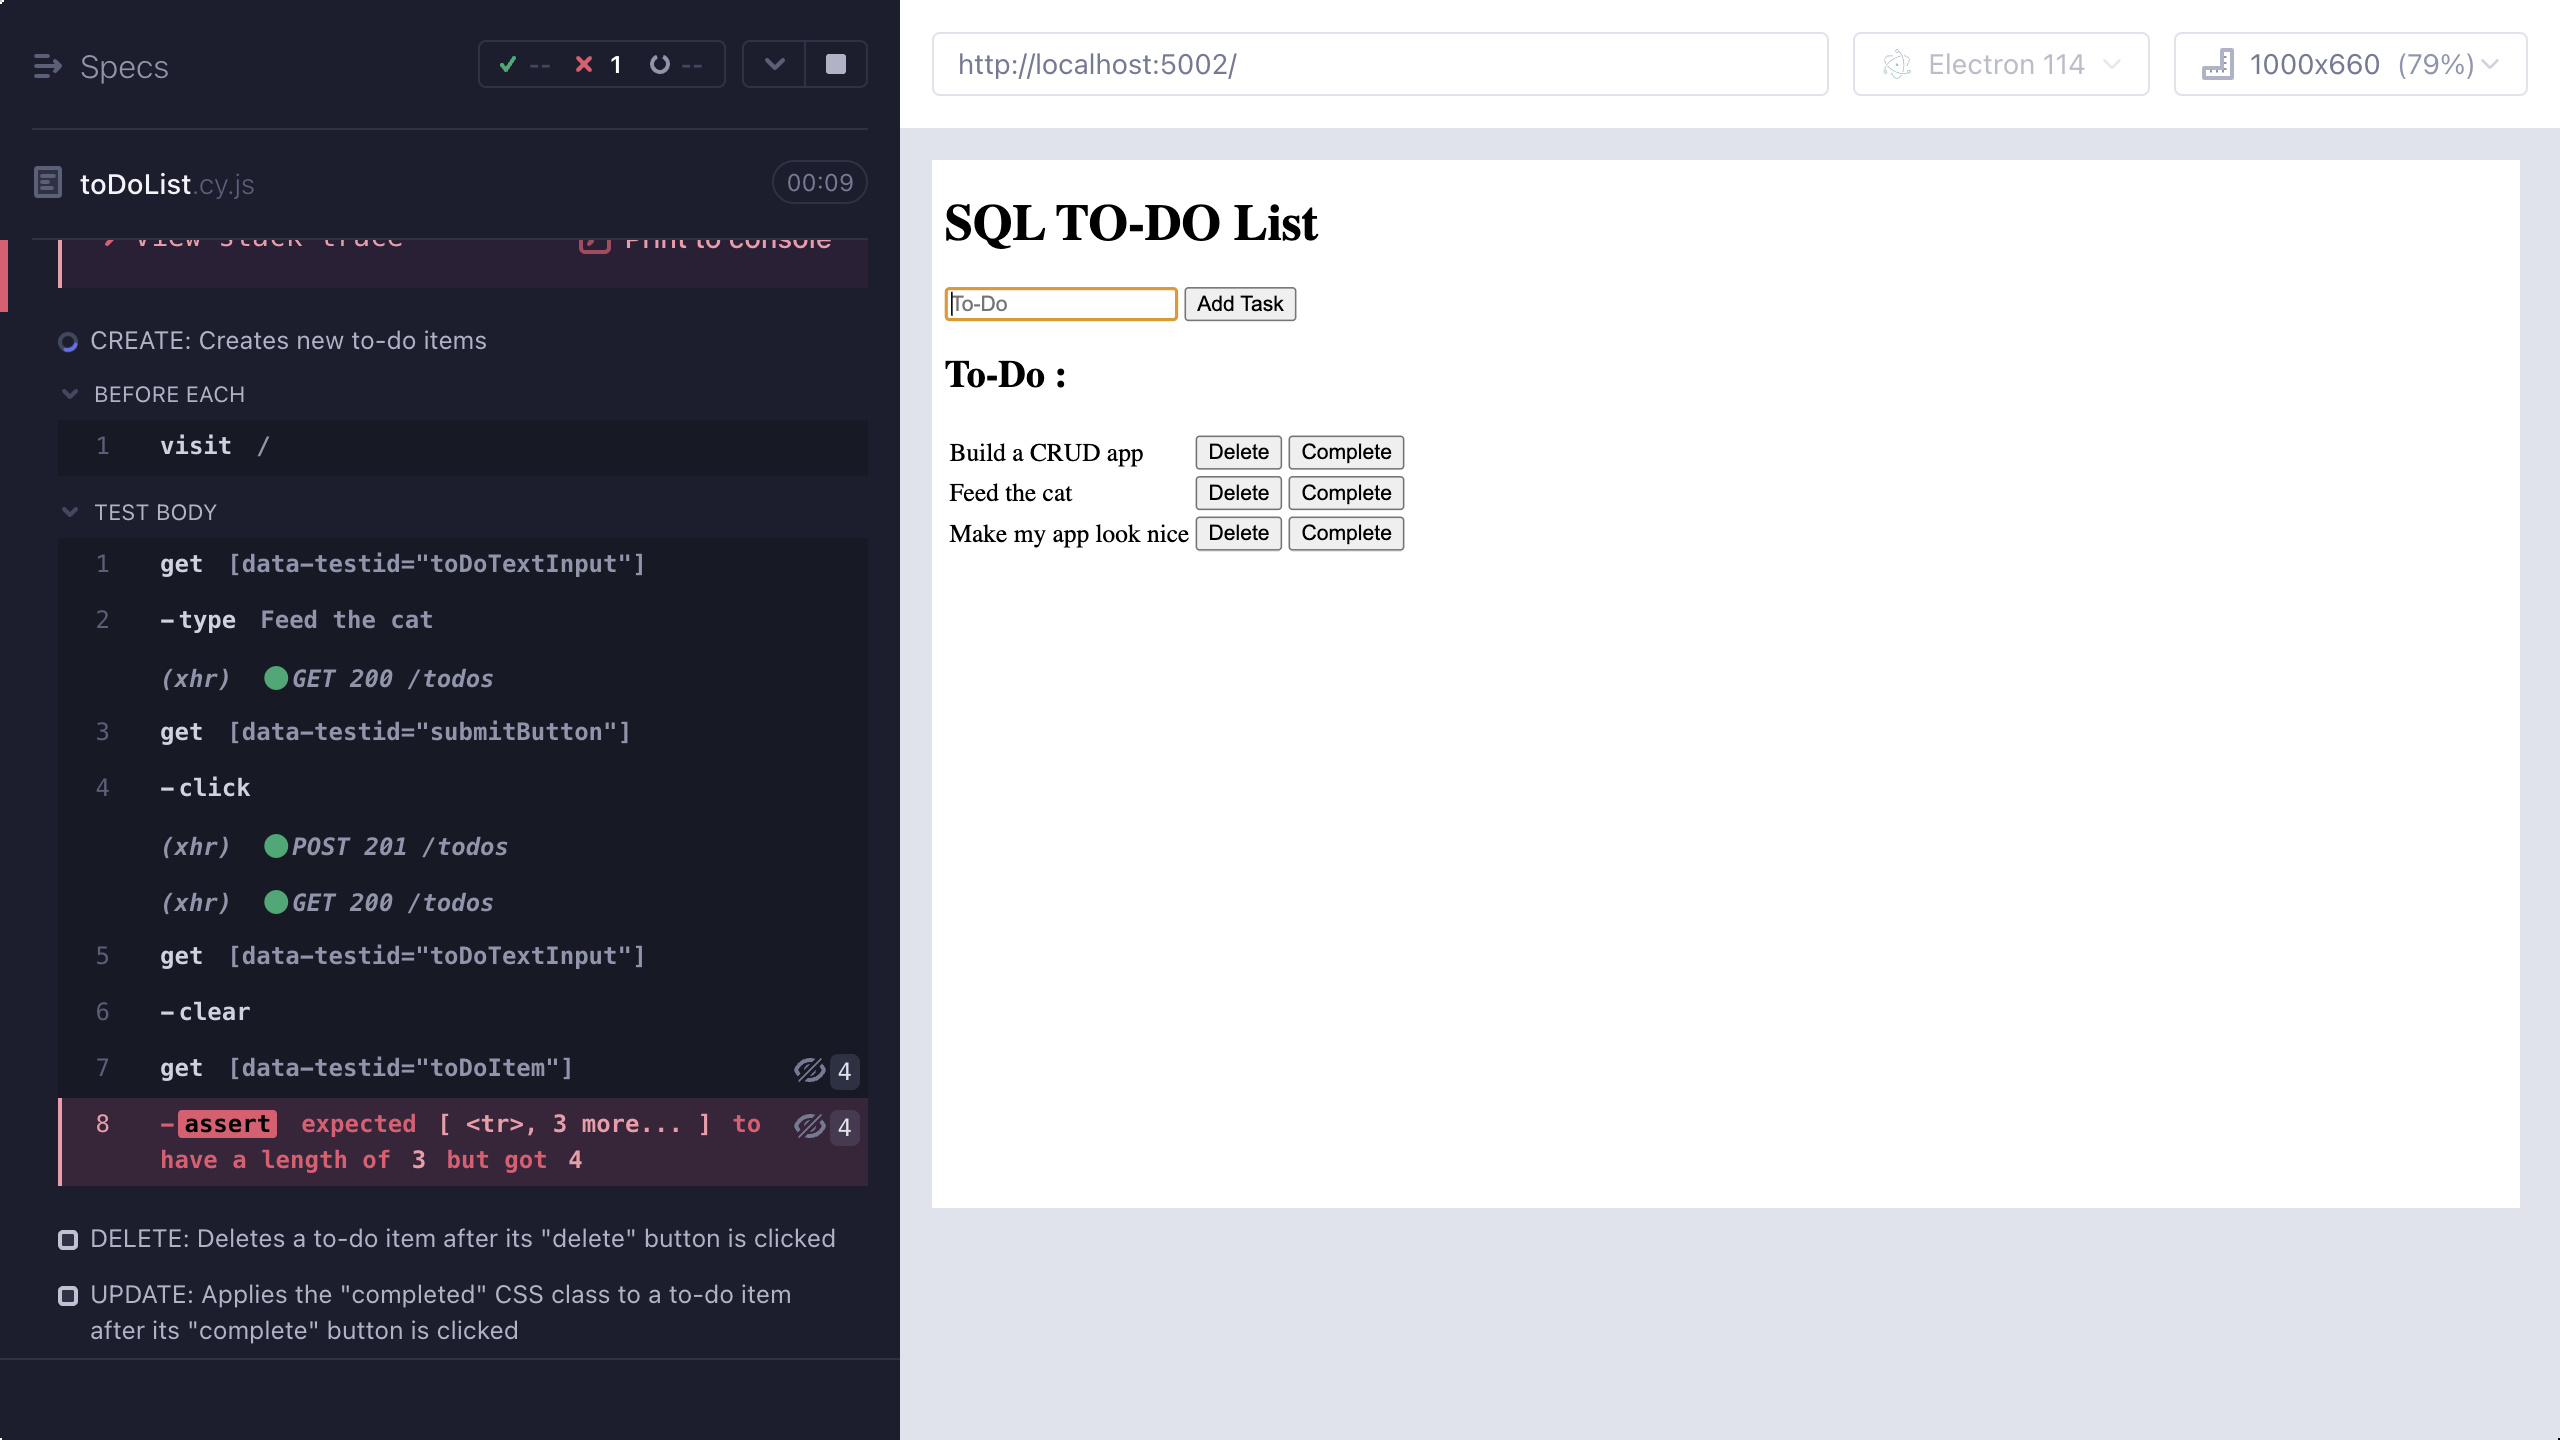 Specs
-- 1 --
toDoList.cy.js
00:09
View stack trace
Print to console
CREATE: Creates new to-do items
BEFORE EACH
1 visit /
TEST BODY
1 get [data-testid="toDoTextInput"]
2 -type Feed the cat
(xhr) GET 200 /todos
3 get [data-testid="submitButton"]
4 -click
(xhr) POST 201 /todos
(xhr) GET 200 /todos
5 get [data-testid="toDoTextInput"]
6 -clear
7 get [data-testid="toDoItem"] 4
8 -assert expected [ <tr>, 3 more... ] to 4
have a length of 3 but got 4
DELETE: Deletes a to-do item after its "delete" button is clicked
UPDATE: Applies the "completed" CSS class to a to-do item
after its "complete" button is clicked
http://localhost:5002/
Electron 114
1000x660 (79%)
SQL TO-DO List
To-Do
Add Task
To-Do :
Build a CRUD app Delete Complete
Feed the cat Delete Complete
Make my app look nice Delete Complete